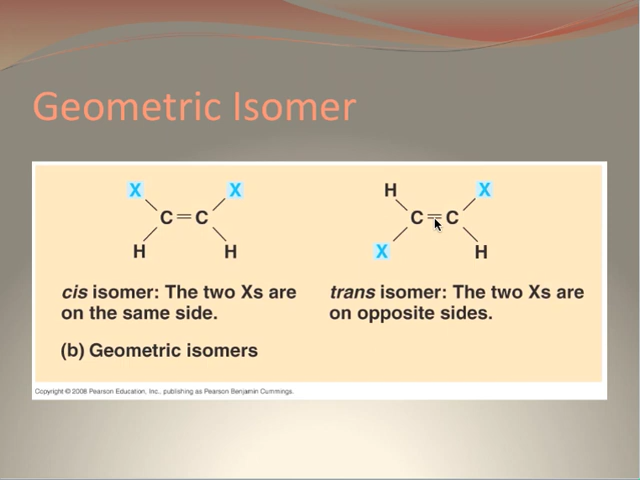 Geometric Isomer
X X
C=C
H H
H X
C=C
X H
cis isomer: The two Xs are
on the same side.
trans isomer: The two Xs are
on opposite sides.
(b) Geometric isomers
Copyright © 2008 Pearson Education, Inc., publishing as Pearson Benjamin Cummings.